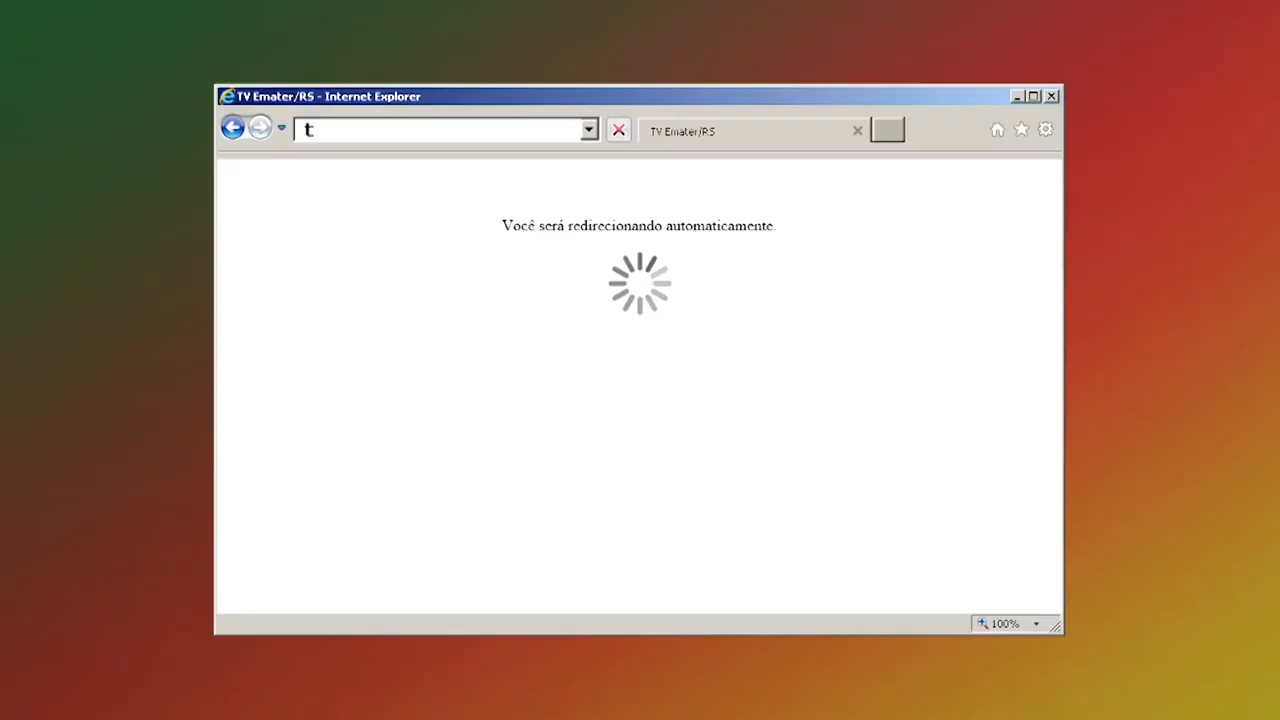 TV Emater/RS - Internet Explorer
t
TV Emater/RS
Você será redirecionando automaticamente.
100%